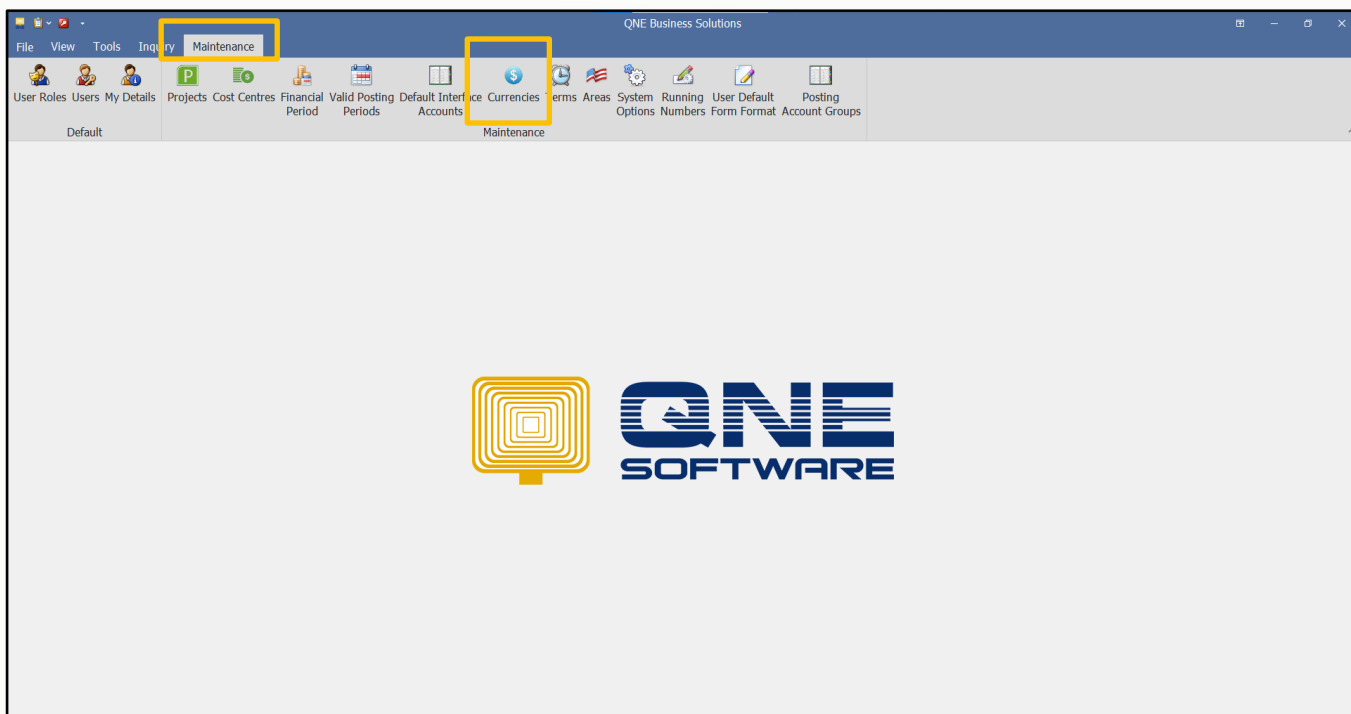 QNE Business Solutions
File View Tools Inquiry Maintenance
User Roles Users My Details Projects Cost Centres Financial Period Valid Posting Periods Default Interface Accounts Currencies Terms Areas System Options Running Numbers User Default Form Format Posting Account Groups
Default Maintenance
QNE
SOFTWARE